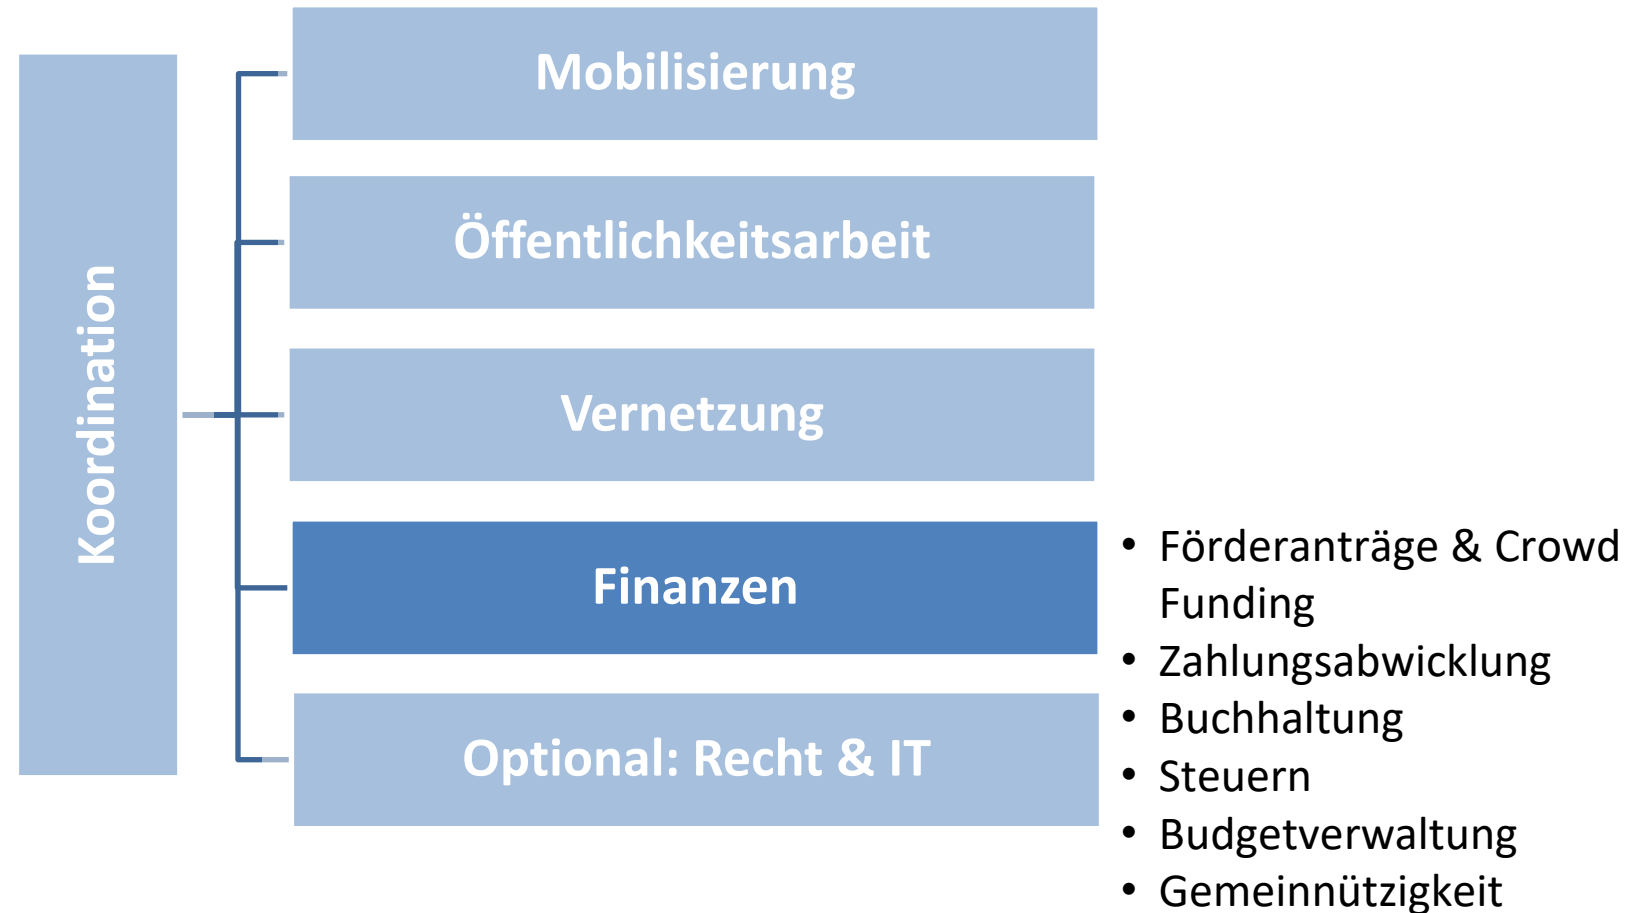 Koordination
Mobilisierung
Öffentlichkeitsarbeit
Vernetzung
Finanzen
Optional: Recht & IT
• Förderanträge & Crowd
Funding
• Zahlungsabwicklung
• Buchhaltung
• Steuern
• Budgetverwaltung
• Gemeinnützigkeit